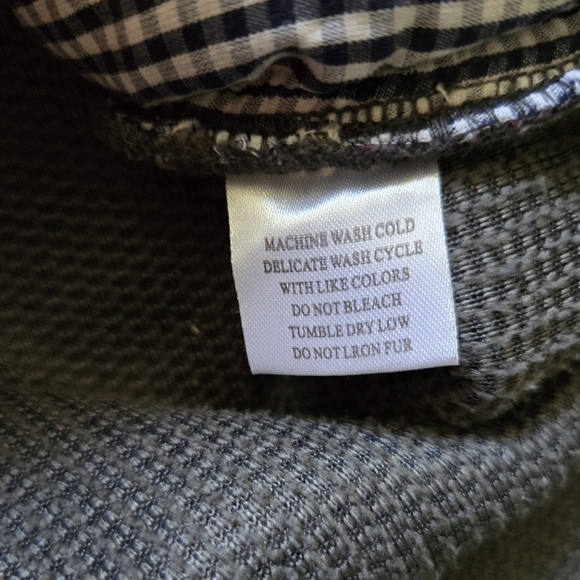 MACHINE WASH COLD
DELICATE WASH CYCLE
WITH LIKE COLORS
DO NOT BLEACH
TUMBLE DRY LOW
DO NOT LRON FUR